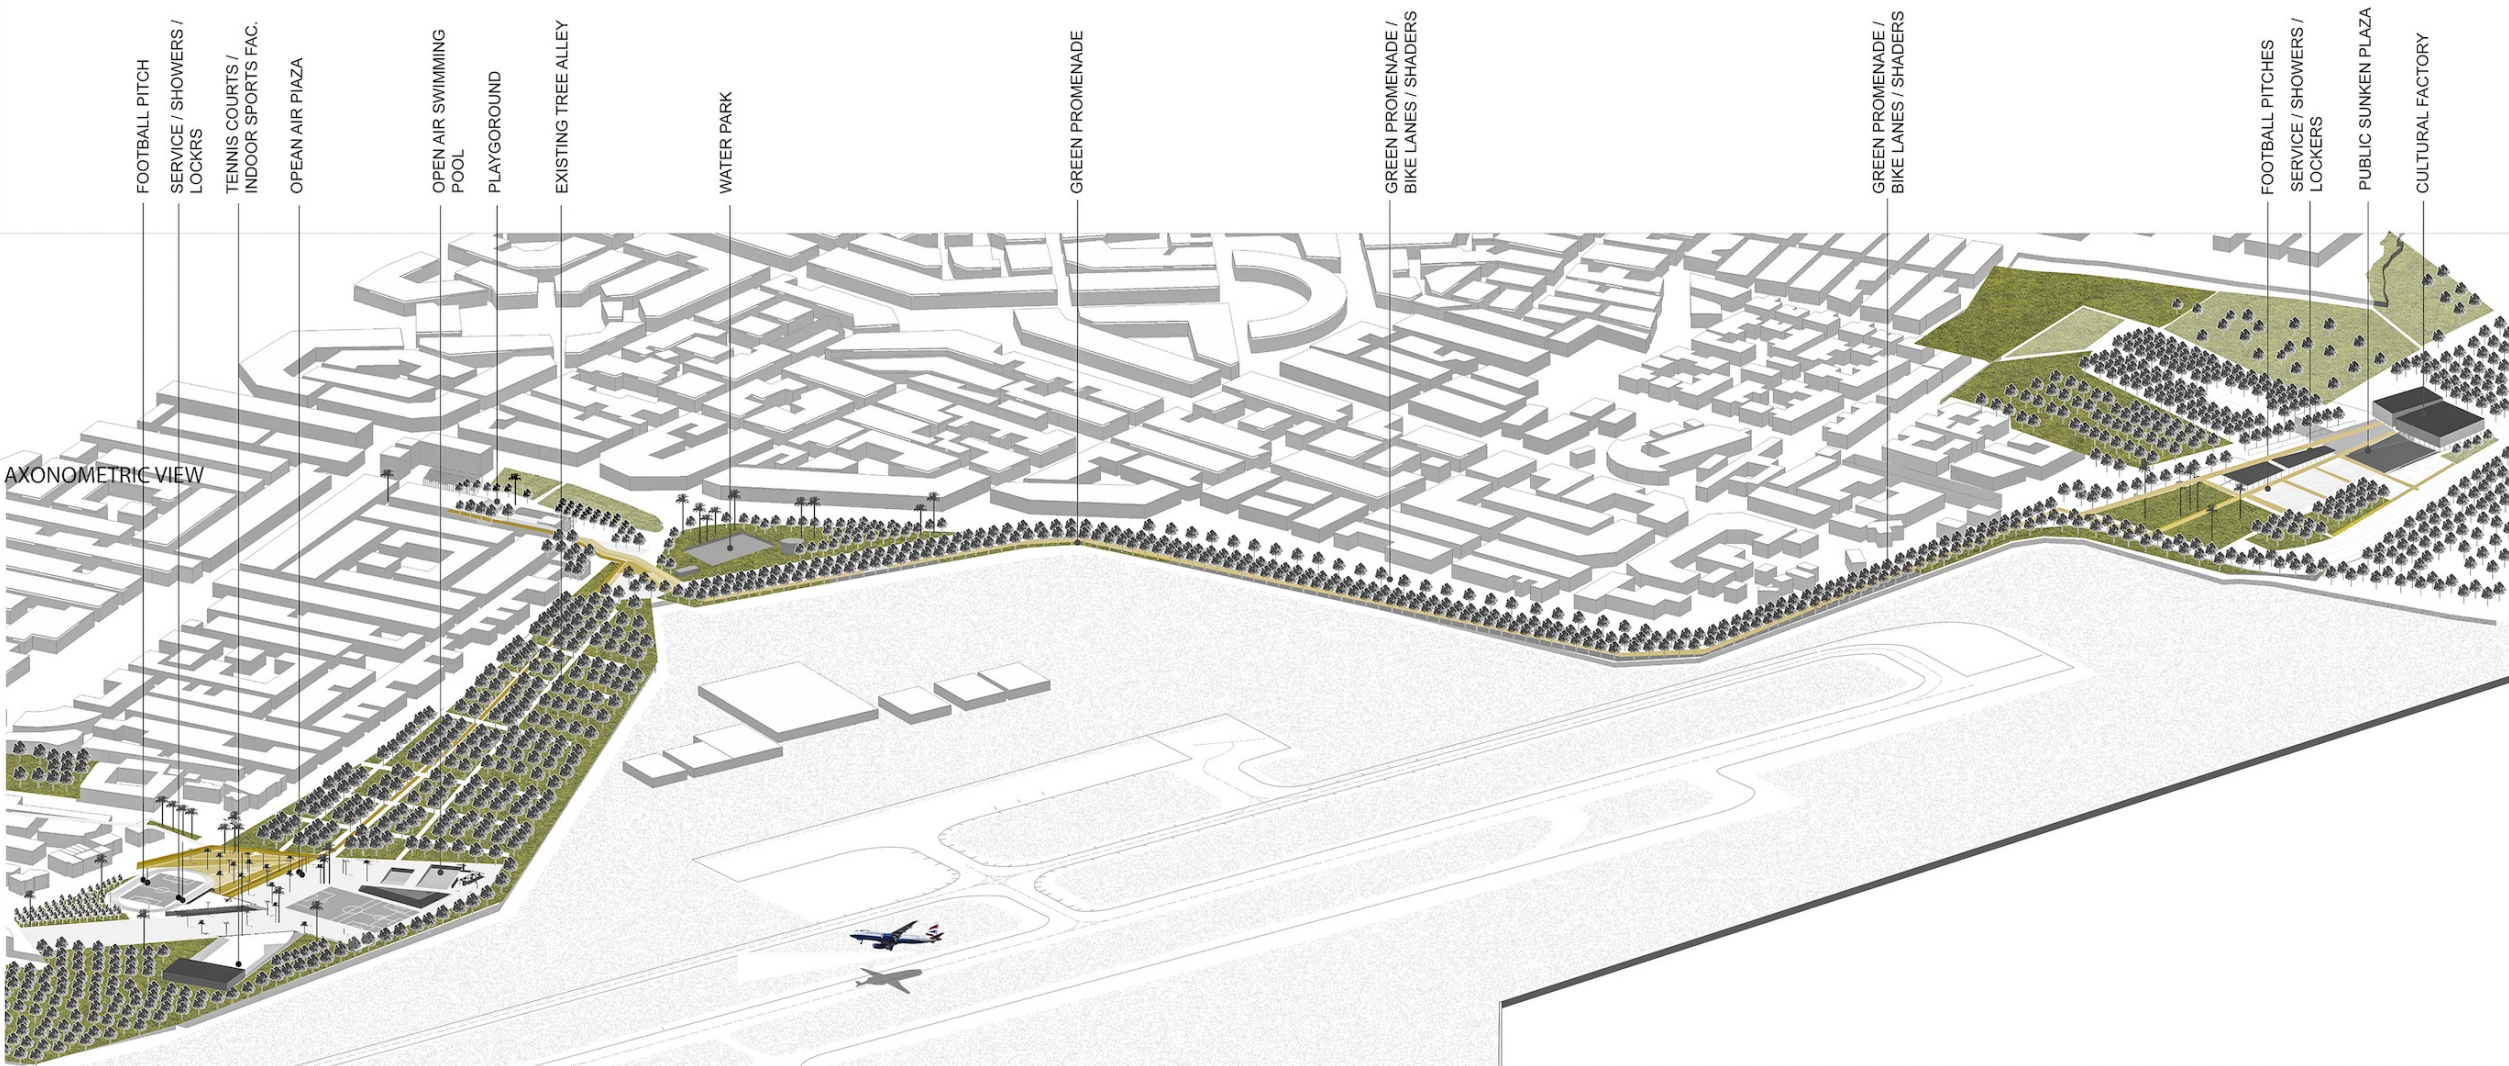 FOOTBALL PITCH
SERVICE / SHOWERS /
LOCKRS
TENNIS COURTS /
INDOOR SPORTS FAC.
OPEAN AIR PIAZA
OPEN AIR SWIMMING
POOL
PLAYGOROUND
EXISTING TREE ALLEY
WATER PARK
GREEN PROMENADE
GREEN PROMENADE /
BIKE LANES / SHADERS
GREEN PROMENADE /
BIKE LANES / SHADERS
FOOTBALL PITCHES
SERVICE / SHOWERS /
LOCKERS
PUBLIC SUNKEN PLAZA
CULTURAL FACTORY
AXONOMETRIC VIEW